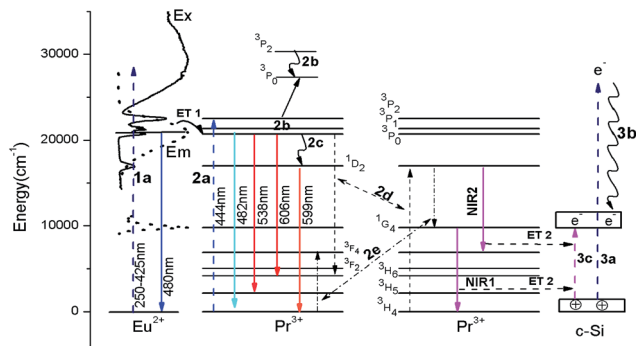 Ex
30000
20000
10000
0
Energy(cm⁻¹)
³P₂
³P₀
2b
ET 1
2b
2c
Em
1a
2a
250-425nm
480nm
444nm
482nm
538nm
606nm
599nm
¹D₂
³F₄
³F₂
2d
2e
³P₂
³P₁
³P₀
¹G₄
³H₆
³H₅
³H₄
NIR2
NIR1
ET 2
ET 2
e⁻
3b
e⁻ e⁻
3c
3a
Eu²⁺
Pr³⁺
Pr³⁺
c-Si